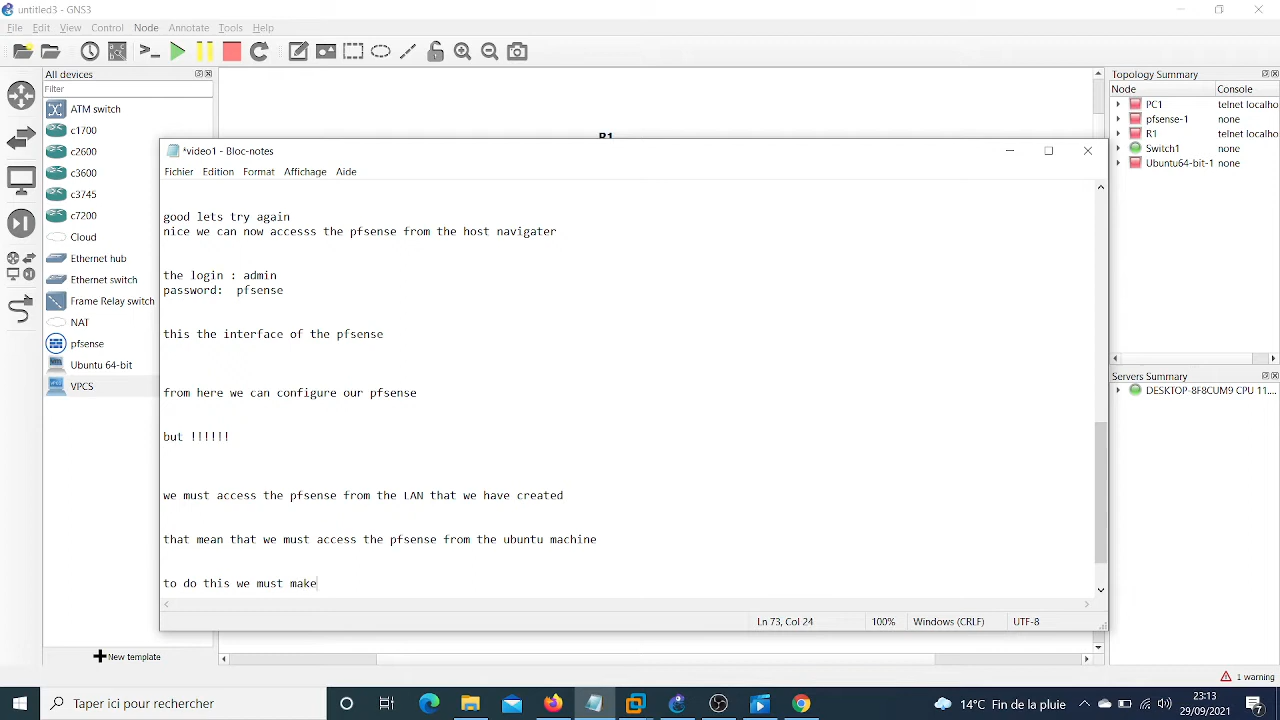 untitled3 - GNS3
File Edit View Control Node Annotate Tools Help
All devices
Filter
ATM switch
c1700
c2600
c3600
c3745
c7200
Cloud
Ethernet hub
Ethernet switch
Frame Relay switch
NAT
pfsense
Ubuntu 64-bit
VPCS
New template
R1
*video1 - Bloc-notes
Fichier Edition Format Affichage Aide
good lets try again
nice we can now accesss the pfsense from the host navigater
the login : admin
password: pfsense
this the interface of the pfsense
from here we can configure our pfsense
but !!!!!!
we must access the pfsense from the LAN that we have created
that mean that we must access the pfsense from the ubuntu machine
to do this we must make
Ln 73, Col 24 100% Windows (CRLF) UTF-8
Topology Summary
Node Console
PC1 telnet localho
pfsense-1 none
R1 telnet localho
Switch1 none
Ubuntu64-bit-1 none
Servers Summary
DESKTOP-8F8CUM9 CPU 11....
1 warning
Taper ici pour rechercher
14°C Fin de la pluie
23:13
29/09/2021